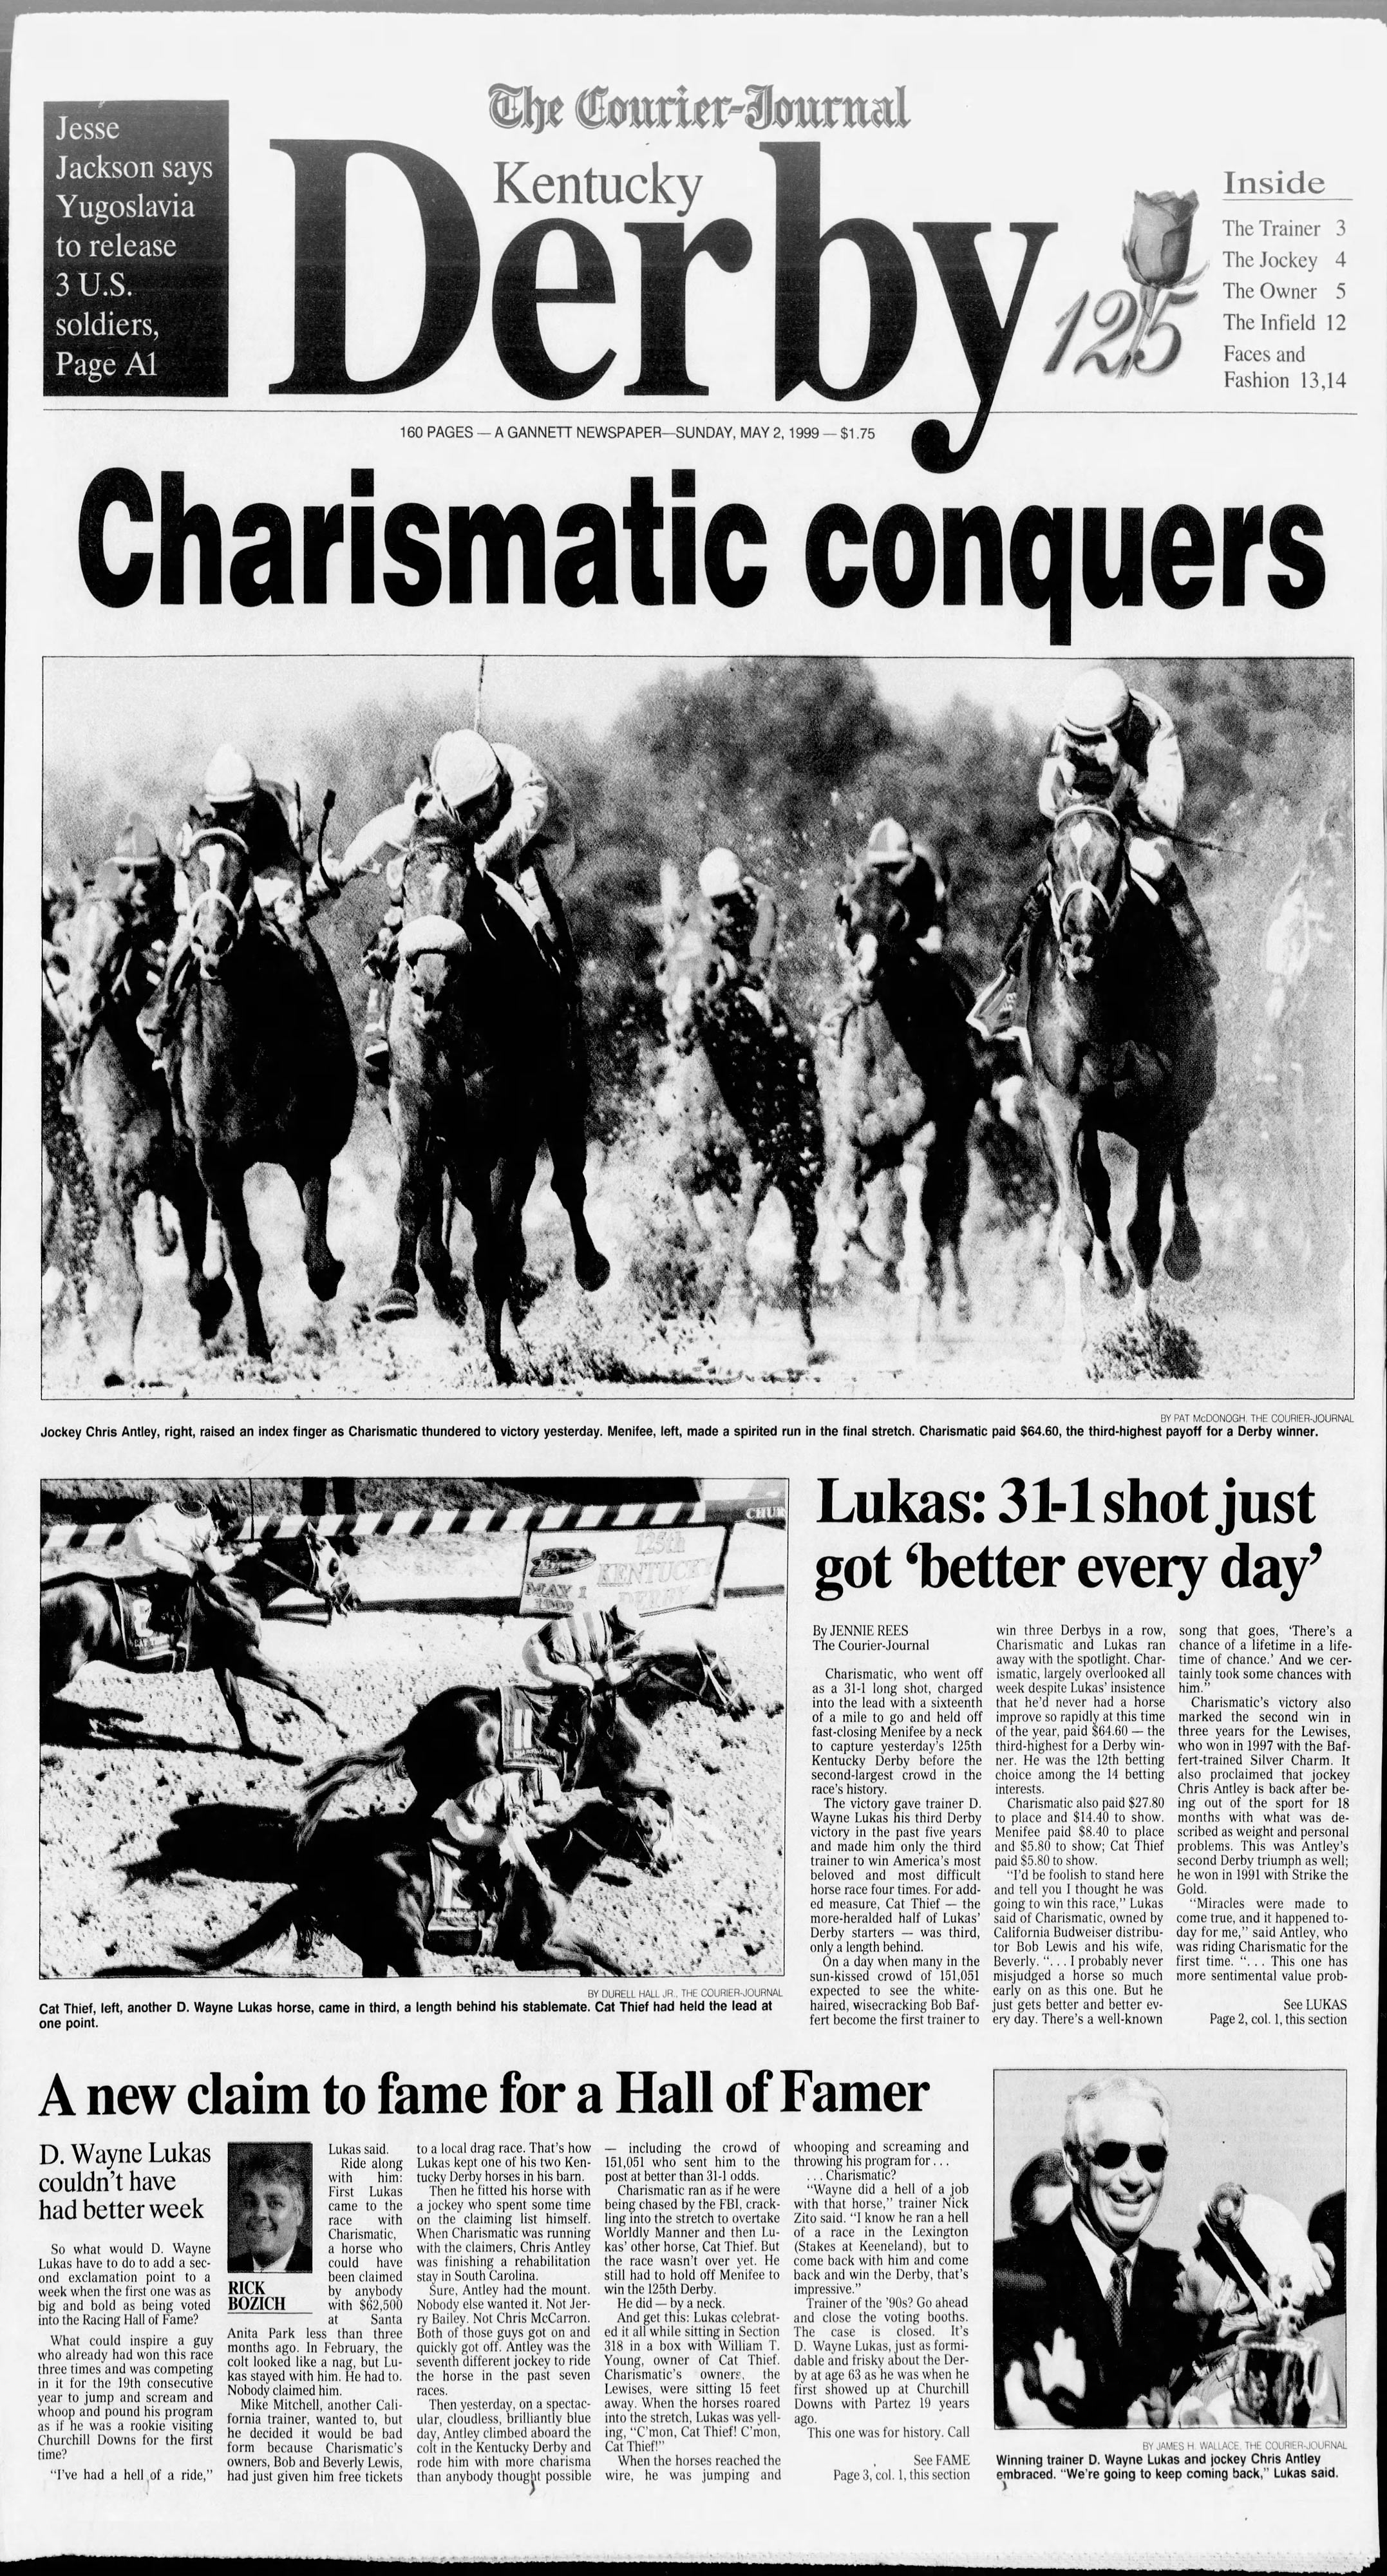 The Courier-Journal
Kentucky
Derby
125
Jesse
Jackson says
Yugoslavia
to release
3 U.S.
soldiers,
Page A1
Inside
The Trainer 3
The Jockey 4
The Owner 5
The Infield 12
Faces and
Fashion 13,14
160 PAGES — A GANNETT NEWSPAPER—SUNDAY, MAY 2, 1999 — $1.75
Charismatic conquers
BY PAT McDONOGH, THE COURIER-JOURNAL
Jockey Chris Antley, right, raised an index finger as Charismatic thundered to victory yesterday. Menifee, left, made a spirited run in the final stretch. Charismatic paid $64.60, the third-highest payoff for a Derby winner.
CHUR
125th
KENTUCKY
DERBY
MAY 1
1999
BY DURELL HALL JR., THE COURIER-JOURNAL
Cat Thief, left, another D. Wayne Lukas horse, came in third, a length behind his stablemate. Cat Thief had held the lead at
one point.
Lukas: 31-1 shot just
got ‘better every day’
By JENNIE REES
The Courier-Journal
Charismatic, who went off
as a 31-1 long shot, charged
into the lead with a sixteenth
of a mile to go and held off
fast-closing Menifee by a neck
to capture yesterday's 125th
Kentucky Derby before the
second-largest crowd in the
race's history.
The victory gave trainer D.
Wayne Lukas his third Derby
victory in the past five years
and made him only the third
trainer to win America's most
beloved and most difficult
horse race four times. For add-
ed measure, Cat Thief — the
more-heralded half of Lukas'
Derby starters — was third,
only a length behind.
On a day when many in the
sun-kissed crowd of 151,051
expected to see the white-
haired, wisecracking Bob Baf-
fert become the first trainer to
win three Derbys in a row,
Charismatic and Lukas ran
away with the spotlight. Char-
ismatic, largely overlooked all
week despite Lukas' insistence
that he'd never had a horse
improve so rapidly at this time
of the year, paid $64.60 — the
third-highest for a Derby win-
ner. He was the 12th betting
choice among the 14 betting
interests.
Charismatic also paid $27.80
to place and $14.40 to show.
Menifee paid $8.40 to place
and $5.80 to show; Cat Thief
paid $5.80 to show.
“I'd be foolish to stand here
and tell you I thought he was
going to win this race,” Lukas
said of Charismatic, owned by
California Budweiser distribu-
tor Bob Lewis and his wife,
Beverly. “. . . I probably never
misjudged a horse so much
early on as this one. But he
just gets better and better ev-
ery day. There's a well-known
song that goes, ‘There's a
chance of a lifetime in a life-
time of chance.’ And we cer-
tainly took some chances with
him.”
Charismatic's victory also
marked the second win in
three years for the Lewises,
who won in 1997 with the Baf-
fert-trained Silver Charm. It
also proclaimed that jockey
Chris Antley is back after be-
ing out of the sport for 18
months with what was de-
scribed as weight and personal
problems. This was Antley's
second Derby triumph as well;
he won in 1991 with Strike the
Gold.
“Miracles were made to
come true, and it happened to-
day for me,” said Antley, who
was riding Charismatic for the
first time. “. . . This one has
more sentimental value prob-
See LUKAS
Page 2, col. 1, this section
A new claim to fame for a Hall of Famer
D. Wayne Lukas
couldn't have
had better week
So what would D. Wayne
Lukas have to do to add a sec-
ond exclamation point to a
week when the first one was as
big and bold as being voted
into the Racing Hall of Fame?
What could inspire a guy
who already had won this race
three times and was competing
in it for the 19th consecutive
year to jump and scream and
whoop and pound his program
as if he was a rookie visiting
Churchill Downs for the first
time?
“I've had a hell of a ride,”
RICK
BOZICH
Lukas said.
Ride along
with him:
First Lukas
came to the
race with
Charismatic,
a horse who
could have
been claimed
by anybody
with $62,500
at Santa
Anita Park less than three
months ago. In February, the
colt looked like a nag, but Lu-
kas stayed with him. He had to.
Nobody claimed him.
Mike Mitchell, another Cali-
fornia trainer, wanted to, but
he decided it would be bad
form because Charismatic's
owners, Bob and Beverly Lewis,
had just given him free tickets
to a local drag race. That's how
Lukas kept one of his two Ken-
tucky Derby horses in his barn.
Then he fitted his horse with
a jockey who spent some time
on the claiming list himself.
When Charismatic was running
with the claimers, Chris Antley
was finishing a rehabilitation
stay in South Carolina.
Sure, Antley had the mount.
Nobody else wanted it. Not Jer-
ry Bailey. Not Chris McCarron.
Both of those guys got on and
quickly got off. Antley was the
seventh different jockey to ride
the horse in the past seven
races.
Then yesterday, on a spectac-
ular, cloudless, brilliantly blue
day, Antley climbed aboard the
colt in the Kentucky Derby and
rode him with more charisma
than anybody thought possible
— including the crowd of
151,051 who sent him to the
post at better than 31-1 odds.
Charismatic ran as if he were
being chased by the FBI, crack-
ling into the stretch to overtake
Worldly Manner and then Lu-
kas' other horse, Cat Thief. But
the race wasn't over yet. He
still had to hold off Menifee to
win the 125th Derby.
He did — by a neck.
And get this: Lukas celebrat-
ed it all while sitting in Section
318 in a box with William T.
Young, owner of Cat Thief.
Charismatic's owners, the
Lewises, were sitting 15 feet
away. When the horses roared
into the stretch, Lukas was yell-
ing, “C'mon, Cat Thief! C'mon,
Cat Thief!”
When the horses reached the
wire, he was jumping and
whooping and screaming and
throwing his program for . . .
. . . Charismatic?
“Wayne did a hell of a job
with that horse,” trainer Nick
Zito said. “I know he ran a hell
of a race in the Lexington
(Stakes at Keeneland), but to
come back with him and come
back and win the Derby, that's
impressive.”
Trainer of the '90s? Go ahead
and close the voting booths.
The case is closed. It's
D. Wayne Lukas, just as formi-
dable and frisky about the Der-
by at age 63 as he was when he
first showed up at Churchill
Downs with Partez 19 years
ago.
This one was for history. Call
See FAME
Page 3, col. 1, this section
BY JAMES H. WALLACE, THE COURIER-JOURNAL
Winning trainer D. Wayne Lukas and jockey Chris Antley
embraced. “We're going to keep coming back,” Lukas said.